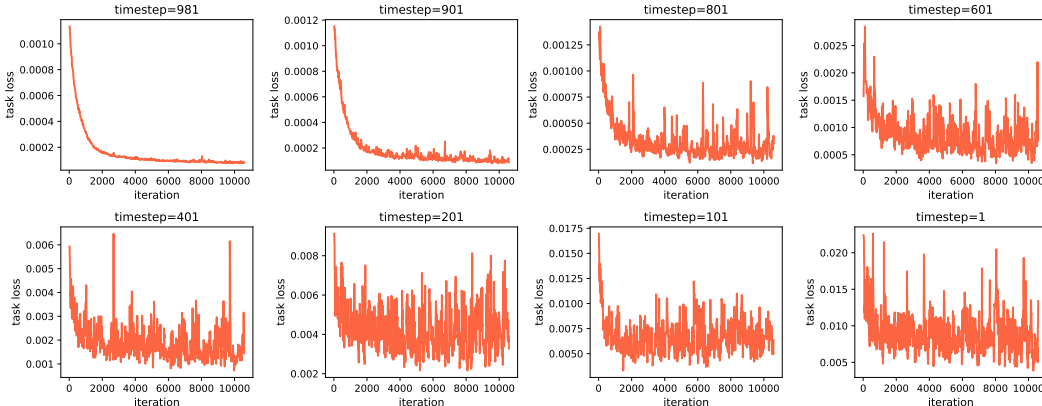 timestep=981
timestep=901
timestep=801
timestep=601
task loss
0.0010
0.0008
0.0006
0.0004
0.0002
0 2000 4000 6000 8000 10000
iteration
task loss
0.0012
0.0010
0.0008
0.0006
0.0004
0.0002
0 2000 4000 6000 8000 10000
iteration
task loss
0.00125
0.00100
0.00075
0.00050
0.00025
0 2000 4000 6000 8000 10000
iteration
task loss
0.0025
0.0020
0.0015
0.0010
0.0005
0 2000 4000 6000 8000 10000
iteration
timestep=401
timestep=201
timestep=101
timestep=1
task loss
0.006
0.005
0.004
0.003
0.002
0.001
0 2000 4000 6000 8000 10000
iteration
task loss
0.008
0.006
0.004
0.002
0 2000 4000 6000 8000 10000
iteration
task loss
0.0175
0.0150
0.0125
0.0100
0.0075
0.0050
0 2000 4000 6000 8000 10000
iteration
task loss
0.020
0.015
0.010
0.005
0 2000 4000 6000 8000 10000
iteration